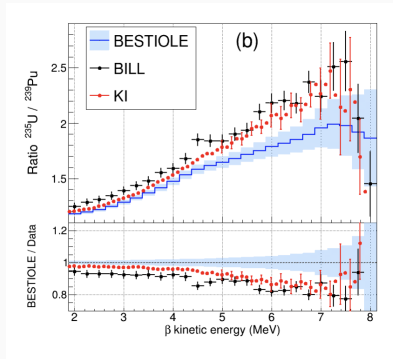 BESTIOLE
(b)
BILL
KI
Ratio ²³⁵U / ²³⁹Pu
2.5
2
1.5
BESTIOLE / Data
1.2
1
0.8
2 3 4 5 6 7 8
β kinetic energy (MeV)